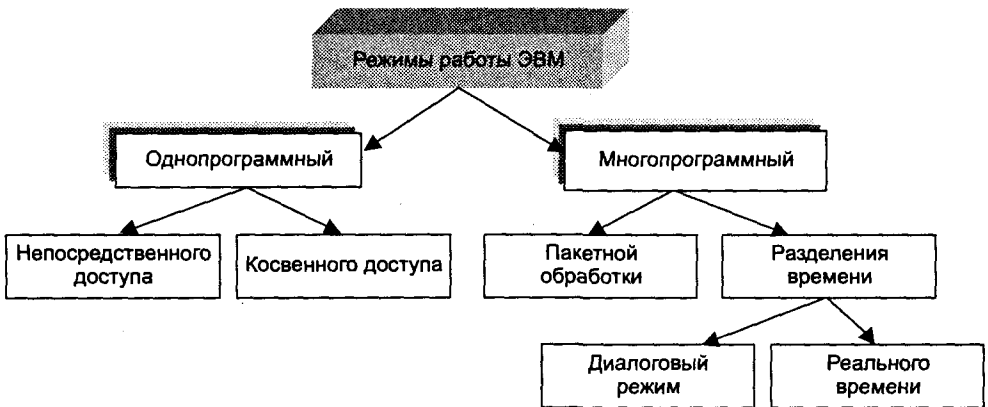 Режимы работы ЭВМ
Однопрограммный
Многопрограммный
Непосредственного
доступа
Косвенного доступа
Пакетной
обработки
Разделения
времени
Диалоговый
режим
Реального
времени